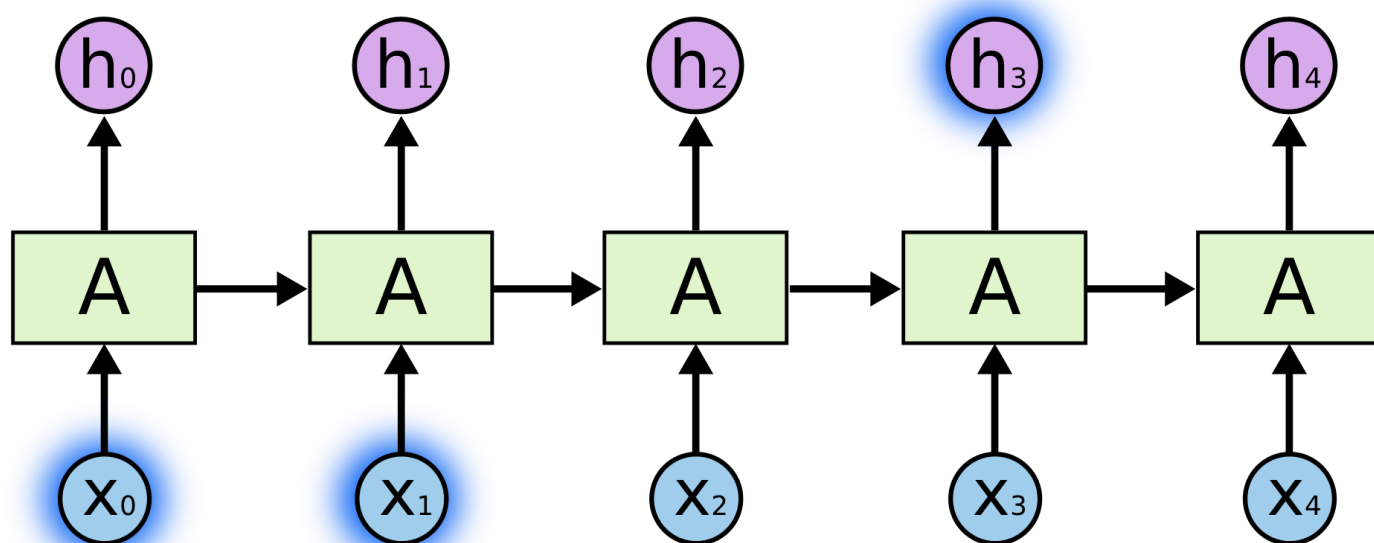 h₀ h₁ h₂ h₃ h₄
A A A A A
x₀ x₁ x₂ x₃ x₄